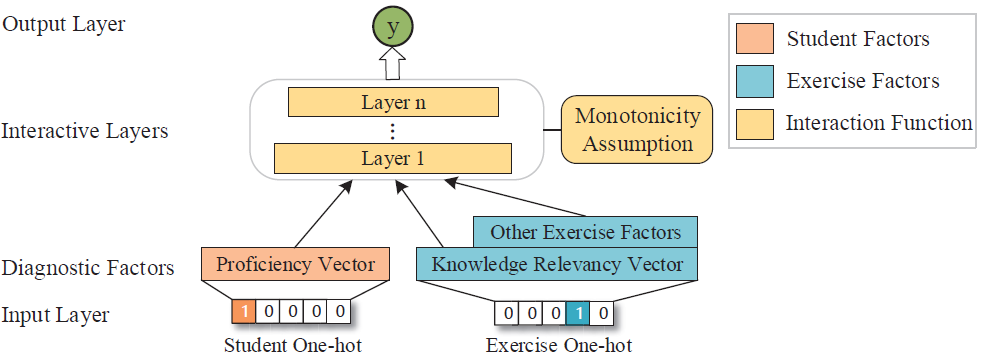 Output Layer
y
Student Factors
Exercise Factors
Interaction Function
Layer n
Interactive Layers
Layer 1
Monotonicity
Assumption
Other Exercise Factors
Diagnostic Factors
Proficiency Vector
Knowledge Relevancy Vector
Input Layer
1 0 0 0 0
0 0 0 1 0
Student One-hot
Exercise One-hot